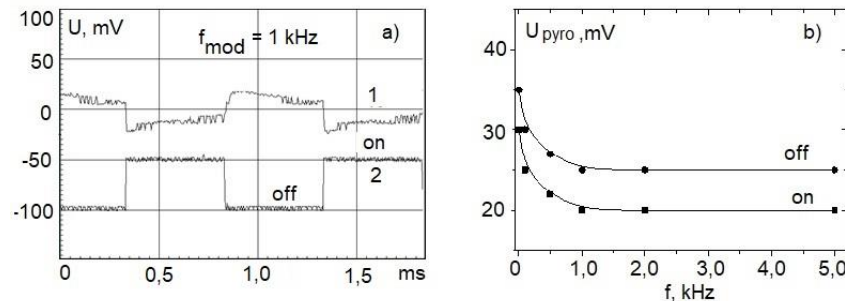 100
50
0
-50
-100
U, mV
f mod = 1 kHz
a)
1
on
2
off
0
0,5
1,0
1,5
ms
40
30
20
U pyro ,mV
b)
off
on
0
1,0
2,0
3,0
4,0
5,0
f, kHz